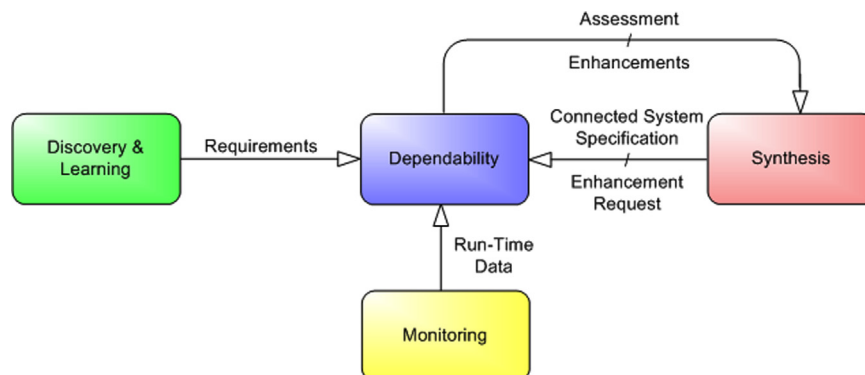 Assessment
Enhancements
Discovery &
Learning
Requirements
Dependability
Connected System
Specification
Enhancement
Request
Synthesis
Run-Time
Data
Monitoring